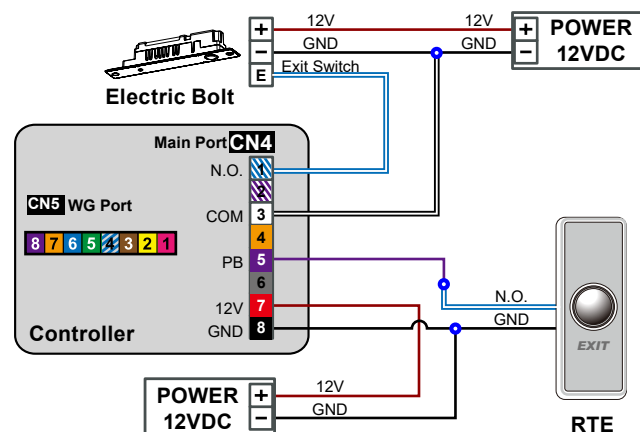 + 12V 12V + POWER
− GND GND − 12VDC
E Exit Switch
Electric Bolt
Main Port CN4
N.O. 1
2
CN5 WG Port
COM 3
8 7 6 5 4 3 2 1
4
PB 5
6
N.O.
12V 7
GND
Controller
GND 8
EXIT
POWER + 12V
12VDC − GND
RTE